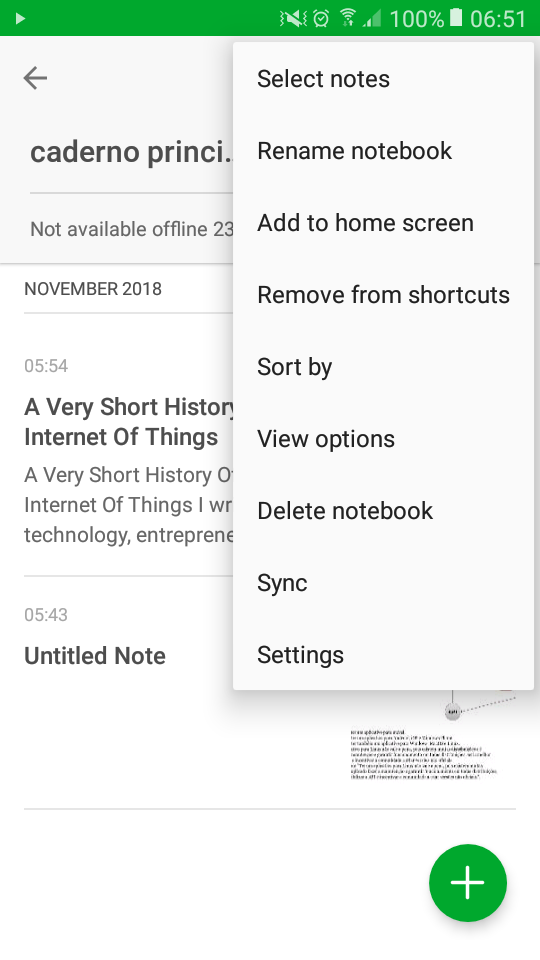 100% 06:51
Select notes
Rename notebook
Add to home screen
Remove from shortcuts
Sort by
View options
Delete notebook
Sync
Settings
caderno princi..
Not available offline 23
NOVEMBER 2018
05:54
A Very Short History
Internet Of Things
A Very Short History O
Internet Of Things I wr
technology, entreprene
05:43
Untitled Note